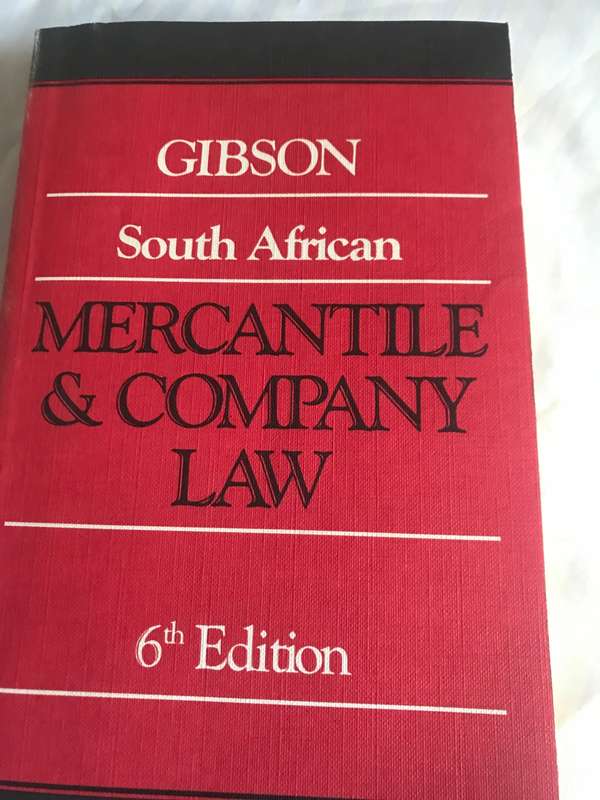 GIBSON
South African
MERCANTILE
& COMPANY
LAW
6th Edition